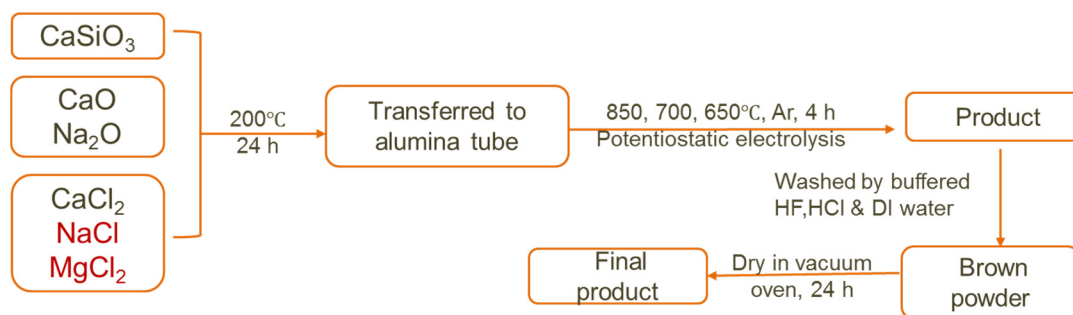 CaSiO₃
CaO
Na₂O
CaCl₂
NaCl
MgCl₂
200℃
24 h
Transferred to
alumina tube
850, 700, 650℃, Ar, 4 h
Potentiostatic electrolysis
Product
Washed by buffered
HF,HCl & DI water
Brown
powder
Dry in vacuum
oven, 24 h
Final
product